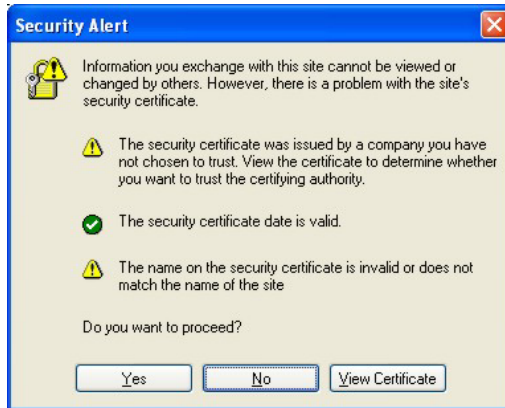 Security Alert
Information you exchange with this site cannot be viewed or
changed by others. However, there is a problem with the site's
security certificate.
The security certificate was issued by a company you have
not chosen to trust. View the certificate to determine whether
you want to trust the certifying authority.
The security certificate date is valid.
The name on the security certificate is invalid or does not
match the name of the site
Do you want to proceed?
Yes No View Certificate